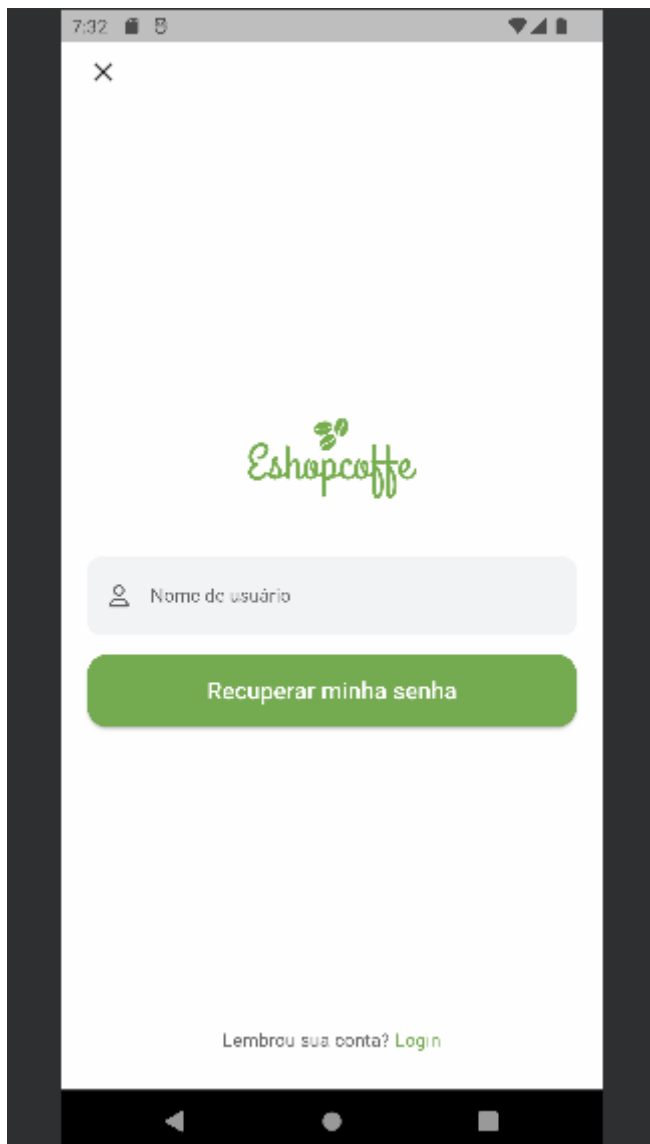 7:32
Eshopcoffe
Nome de usuário
Recuperar minha senha
Lembrou sua conta? Login